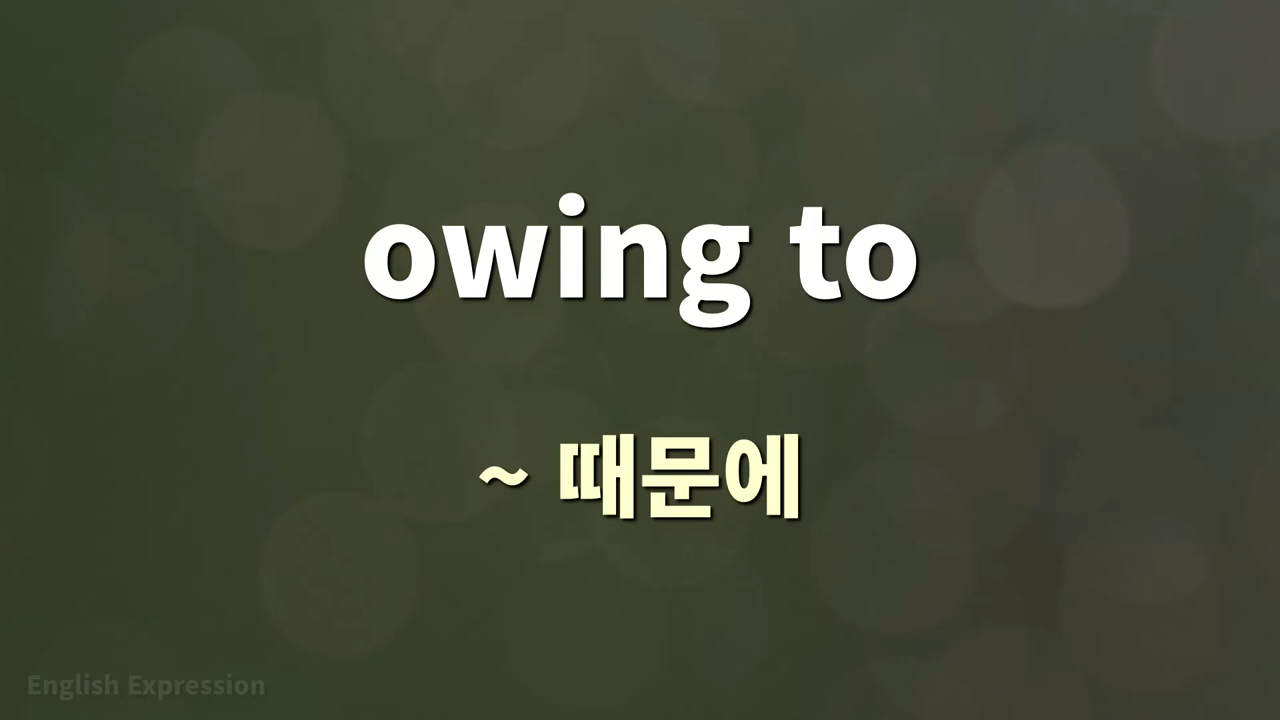 owing to
~ 때문에
English Expression